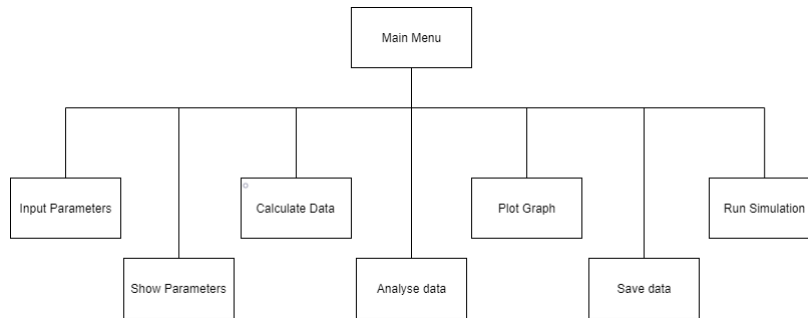 Main Menu
Input Parameters
Calculate Data
Plot Graph
Run Simulation
Show Parameters
Analyse data
Save data